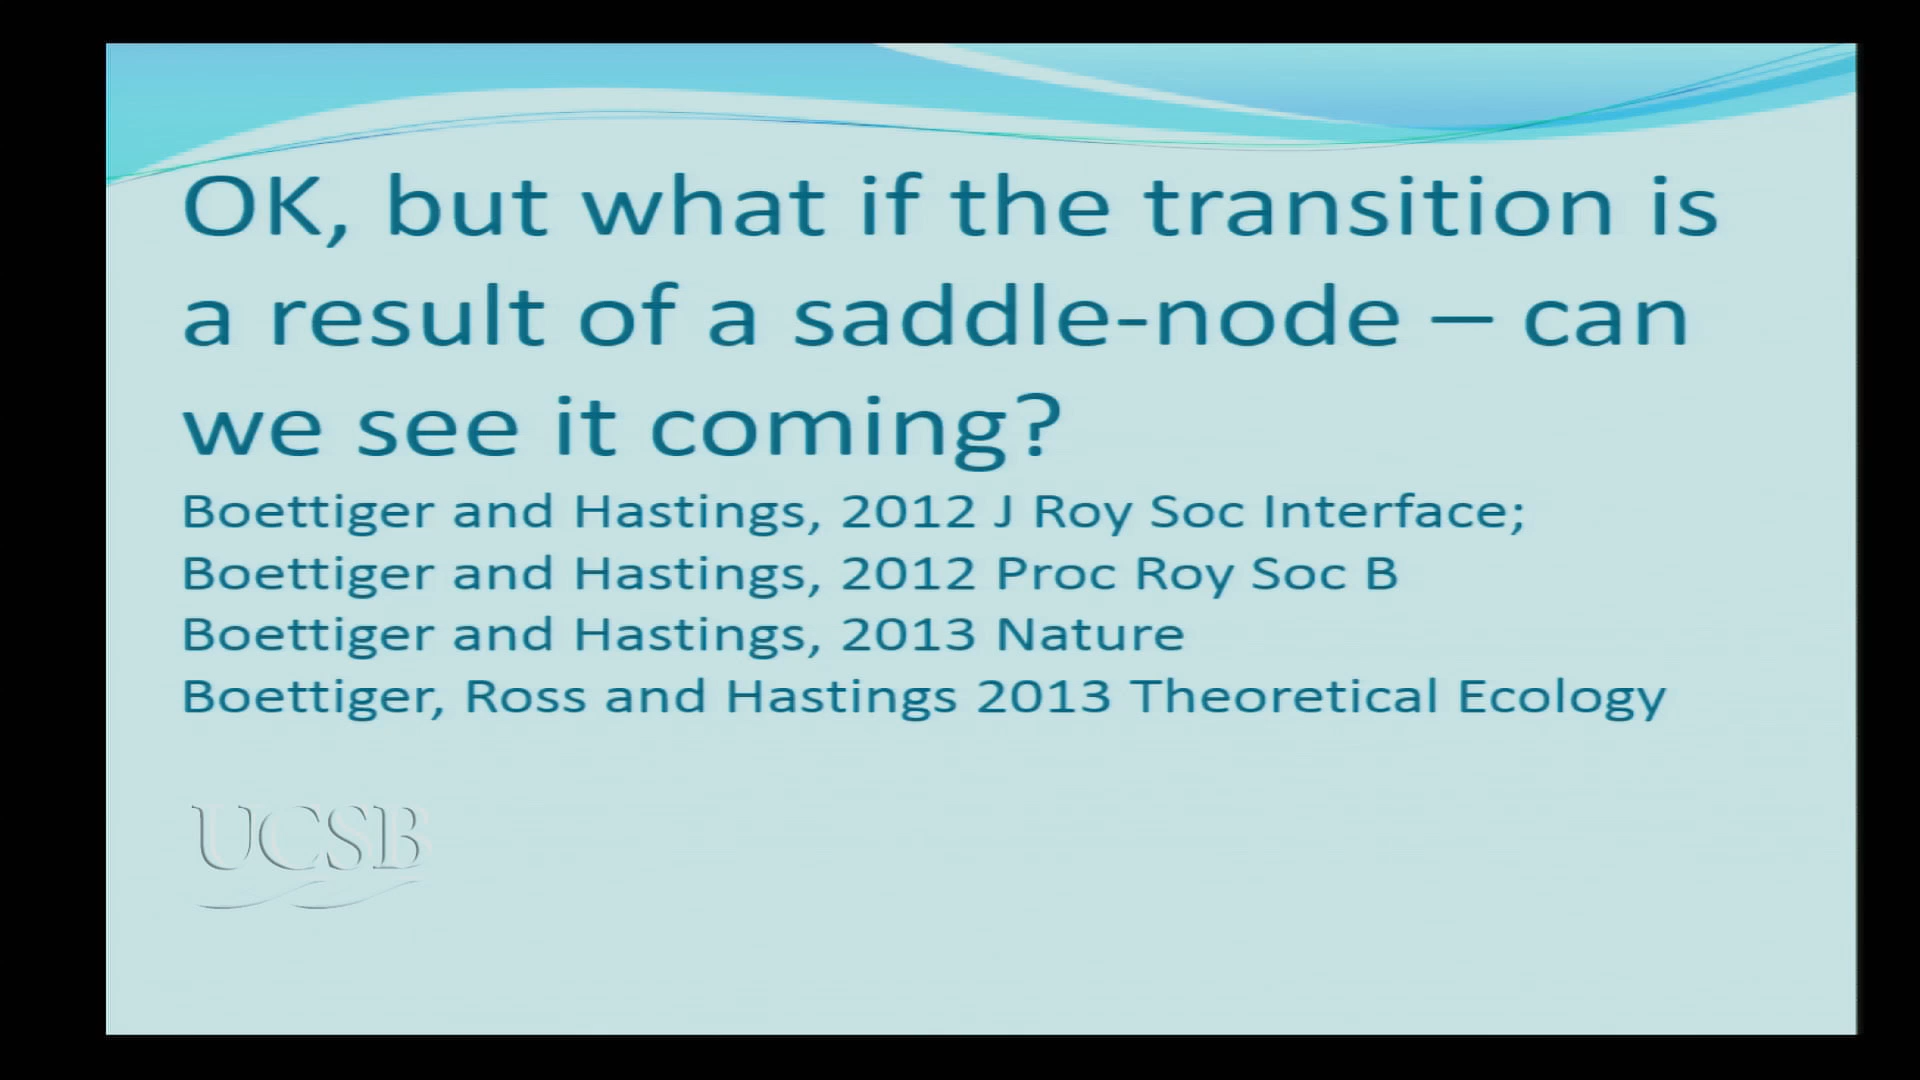 OK, but what if the transition is
a result of a saddle-node – can
we see it coming?
Boettiger and Hastings, 2012 J Roy Soc Interface;
Boettiger and Hastings, 2012 Proc Roy Soc B
Boettiger and Hastings, 2013 Nature
Boettiger, Ross and Hastings 2013 Theoretical Ecology
UCSB